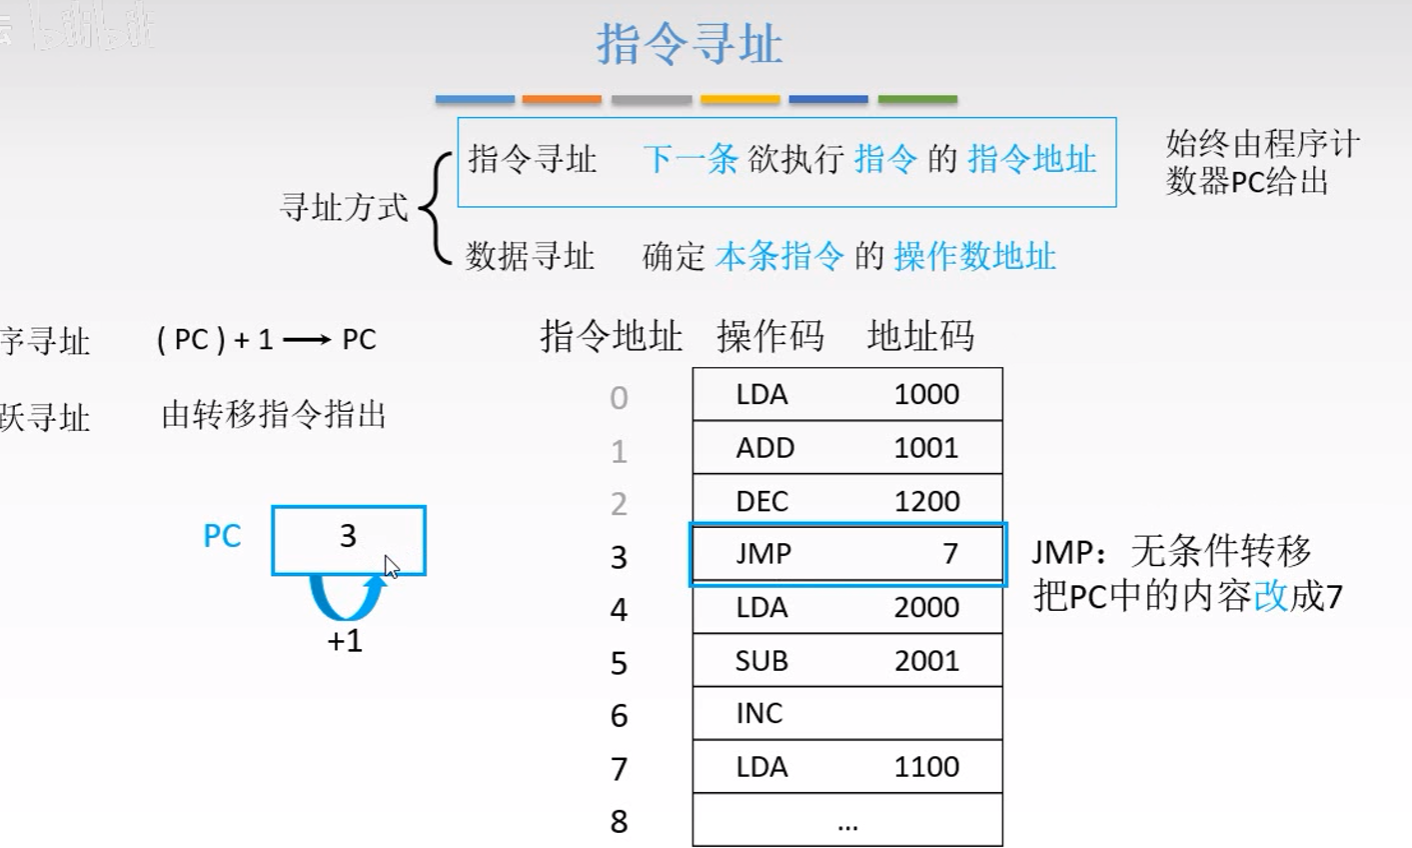 bilibili
指令寻址
指令寻址 下一条 欲执行 指令 的 指令地址
始终由程序计
数器PC给出
寻址方式
数据寻址 确定 本条指令 的 操作数地址
序寻址 ( PC ) + 1 → PC
跃寻址 由转移指令指出
指令地址 操作码 地址码
0 LDA 1000
1 ADD 1001
2 DEC 1200
3 JMP 7
4 LDA 2000
5 SUB 2001
6 INC
7 LDA 1100
8 ...
PC 3
+1
JMP：无条件转移
把PC中的内容改成7